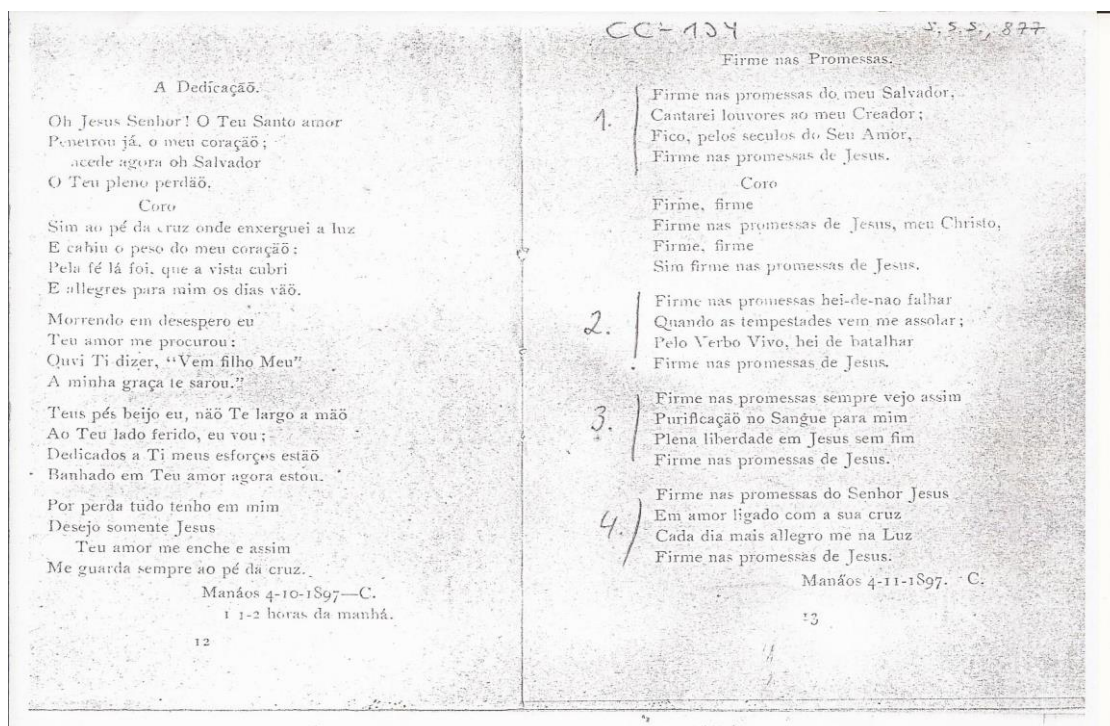 A Dedicaçāō.
Oh Jesus Senhor! O Teu Santo amor
Penetrou já, o meu coraçāō;
acede agora oh Salvador
O Teu pleno perdāō.
Coro
Sim ao pé da cruz onde enxerguei a luz
E cahiu o peso do meu coraçāō;
Pela fé lá foi, que a vista cubri
E allegres para mim os dias vāō.
Morrendo em desespero eu
Teu amor me procurou:
Ouvi Ti dizer, “Vem filho Meu”
A minha graça te sarou.”
Teus pés beijo eu, nāō Te largo a māō
Ao Teu lado ferido, eu vou;
Dedicados a Ti meus esforços estāō
Banhado em Teu amor agora estou.
Por perda tudo tenho em mim
Desejo somente Jesus
Teu amor me enche e assim
Me guarda sempre ao pé da cruz.
Manáos 4-10-1897—C.
1 1-2 horas da manhá.
12
CC-134
S.S.S., 877
Firme nas Promessas.
1.
Firme nas promessas do meu Salvador,
Cantarei louvores ao meu Creador;
Fico, pelos seculos do Seu Amor,
Firme nas promessas de Jesus.
Coro
Firme, firme
Firme nas promessas de Jesus, meu Christo,
Firme, firme
Sim firme nas promessas de Jesus.
2.
Firme nas promessas hei-de-nao falhar
Quando as tempestades vem me assolar;
Pelo Verbo Vivo, hei de batalhar
Firme nas promessas de Jesus.
3.
Firme nas promessas sempre vejo assim
Purificaçāō no Sangue para mim
Plena liberdade em Jesus sem fim
Firme nas promessas de Jesus.
4.
Firme nas promessas do Senhor Jesus
Em amor ligado com a sua cruz
Cada dia mais allegro me na Luz
Firme nas promessas de Jesus.
Manáos 4-11-1897. C.
13